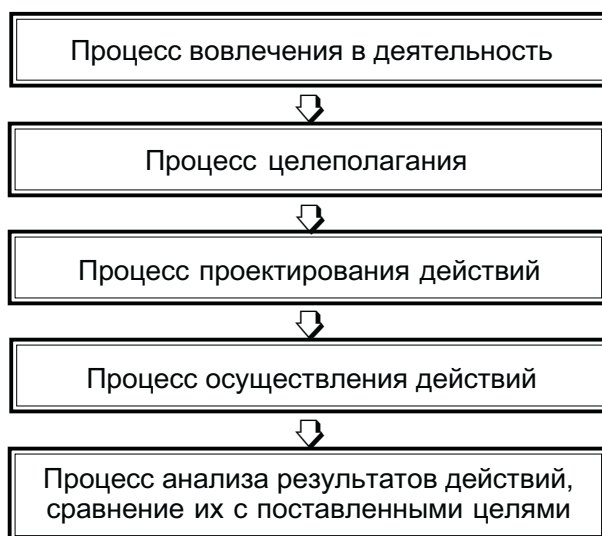 Процесс вовлечения в деятельность
Процесс целеполагания
Процесс проектирования действий
Процесс осуществления действий
Процесс анализа результатов действий,
сравнение их с поставленными целями